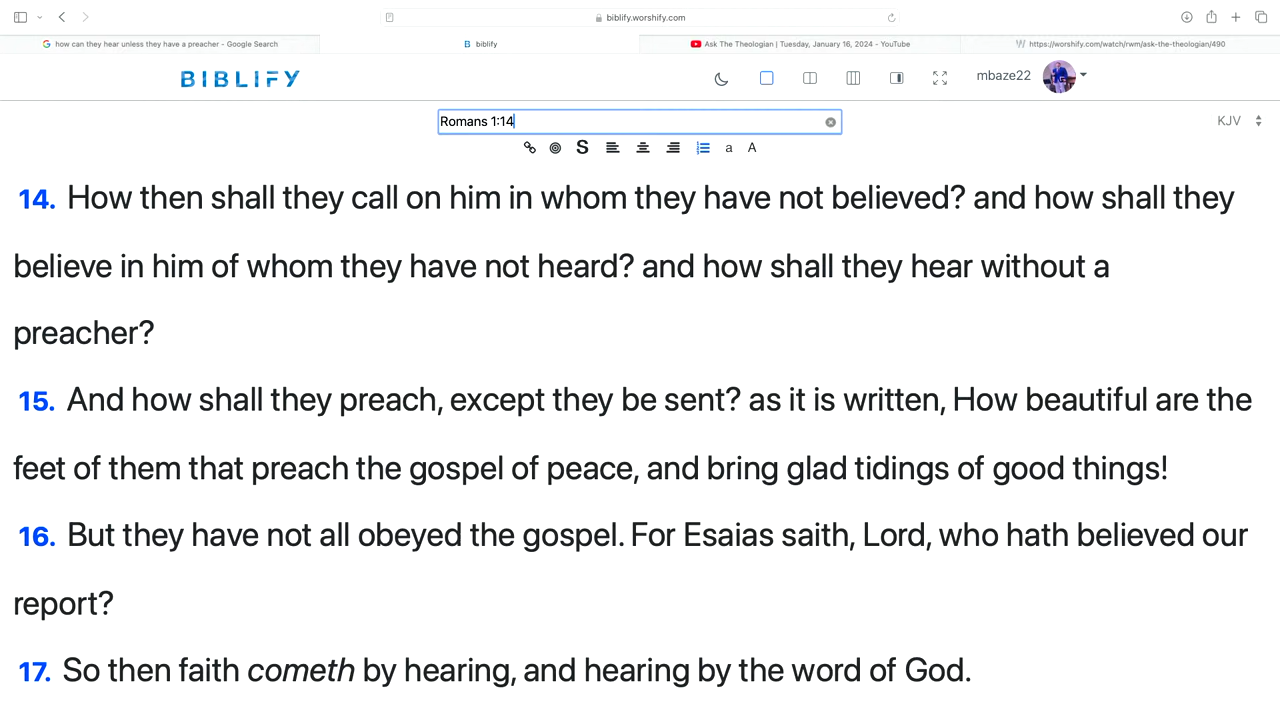 biblify.worshify.com
how can they hear unless they have a preacher - Google Search
biblify
Ask The Theologian | Tuesday, January 16, 2024 - YouTube
https://worshify.com/watch/rwm/ask-the-theologian/490
BIBLIFY
mbaze22
Romans 1:14
KJV
S a A
14. How then shall they call on him in whom they have not believed? and how shall they
believe in him of whom they have not heard? and how shall they hear without a
preacher?
15. And how shall they preach, except they be sent? as it is written, How beautiful are the
feet of them that preach the gospel of peace, and bring glad tidings of good things!
16. But they have not all obeyed the gospel. For Esaias saith, Lord, who hath believed our
report?
17. So then faith cometh by hearing, and hearing by the word of God.